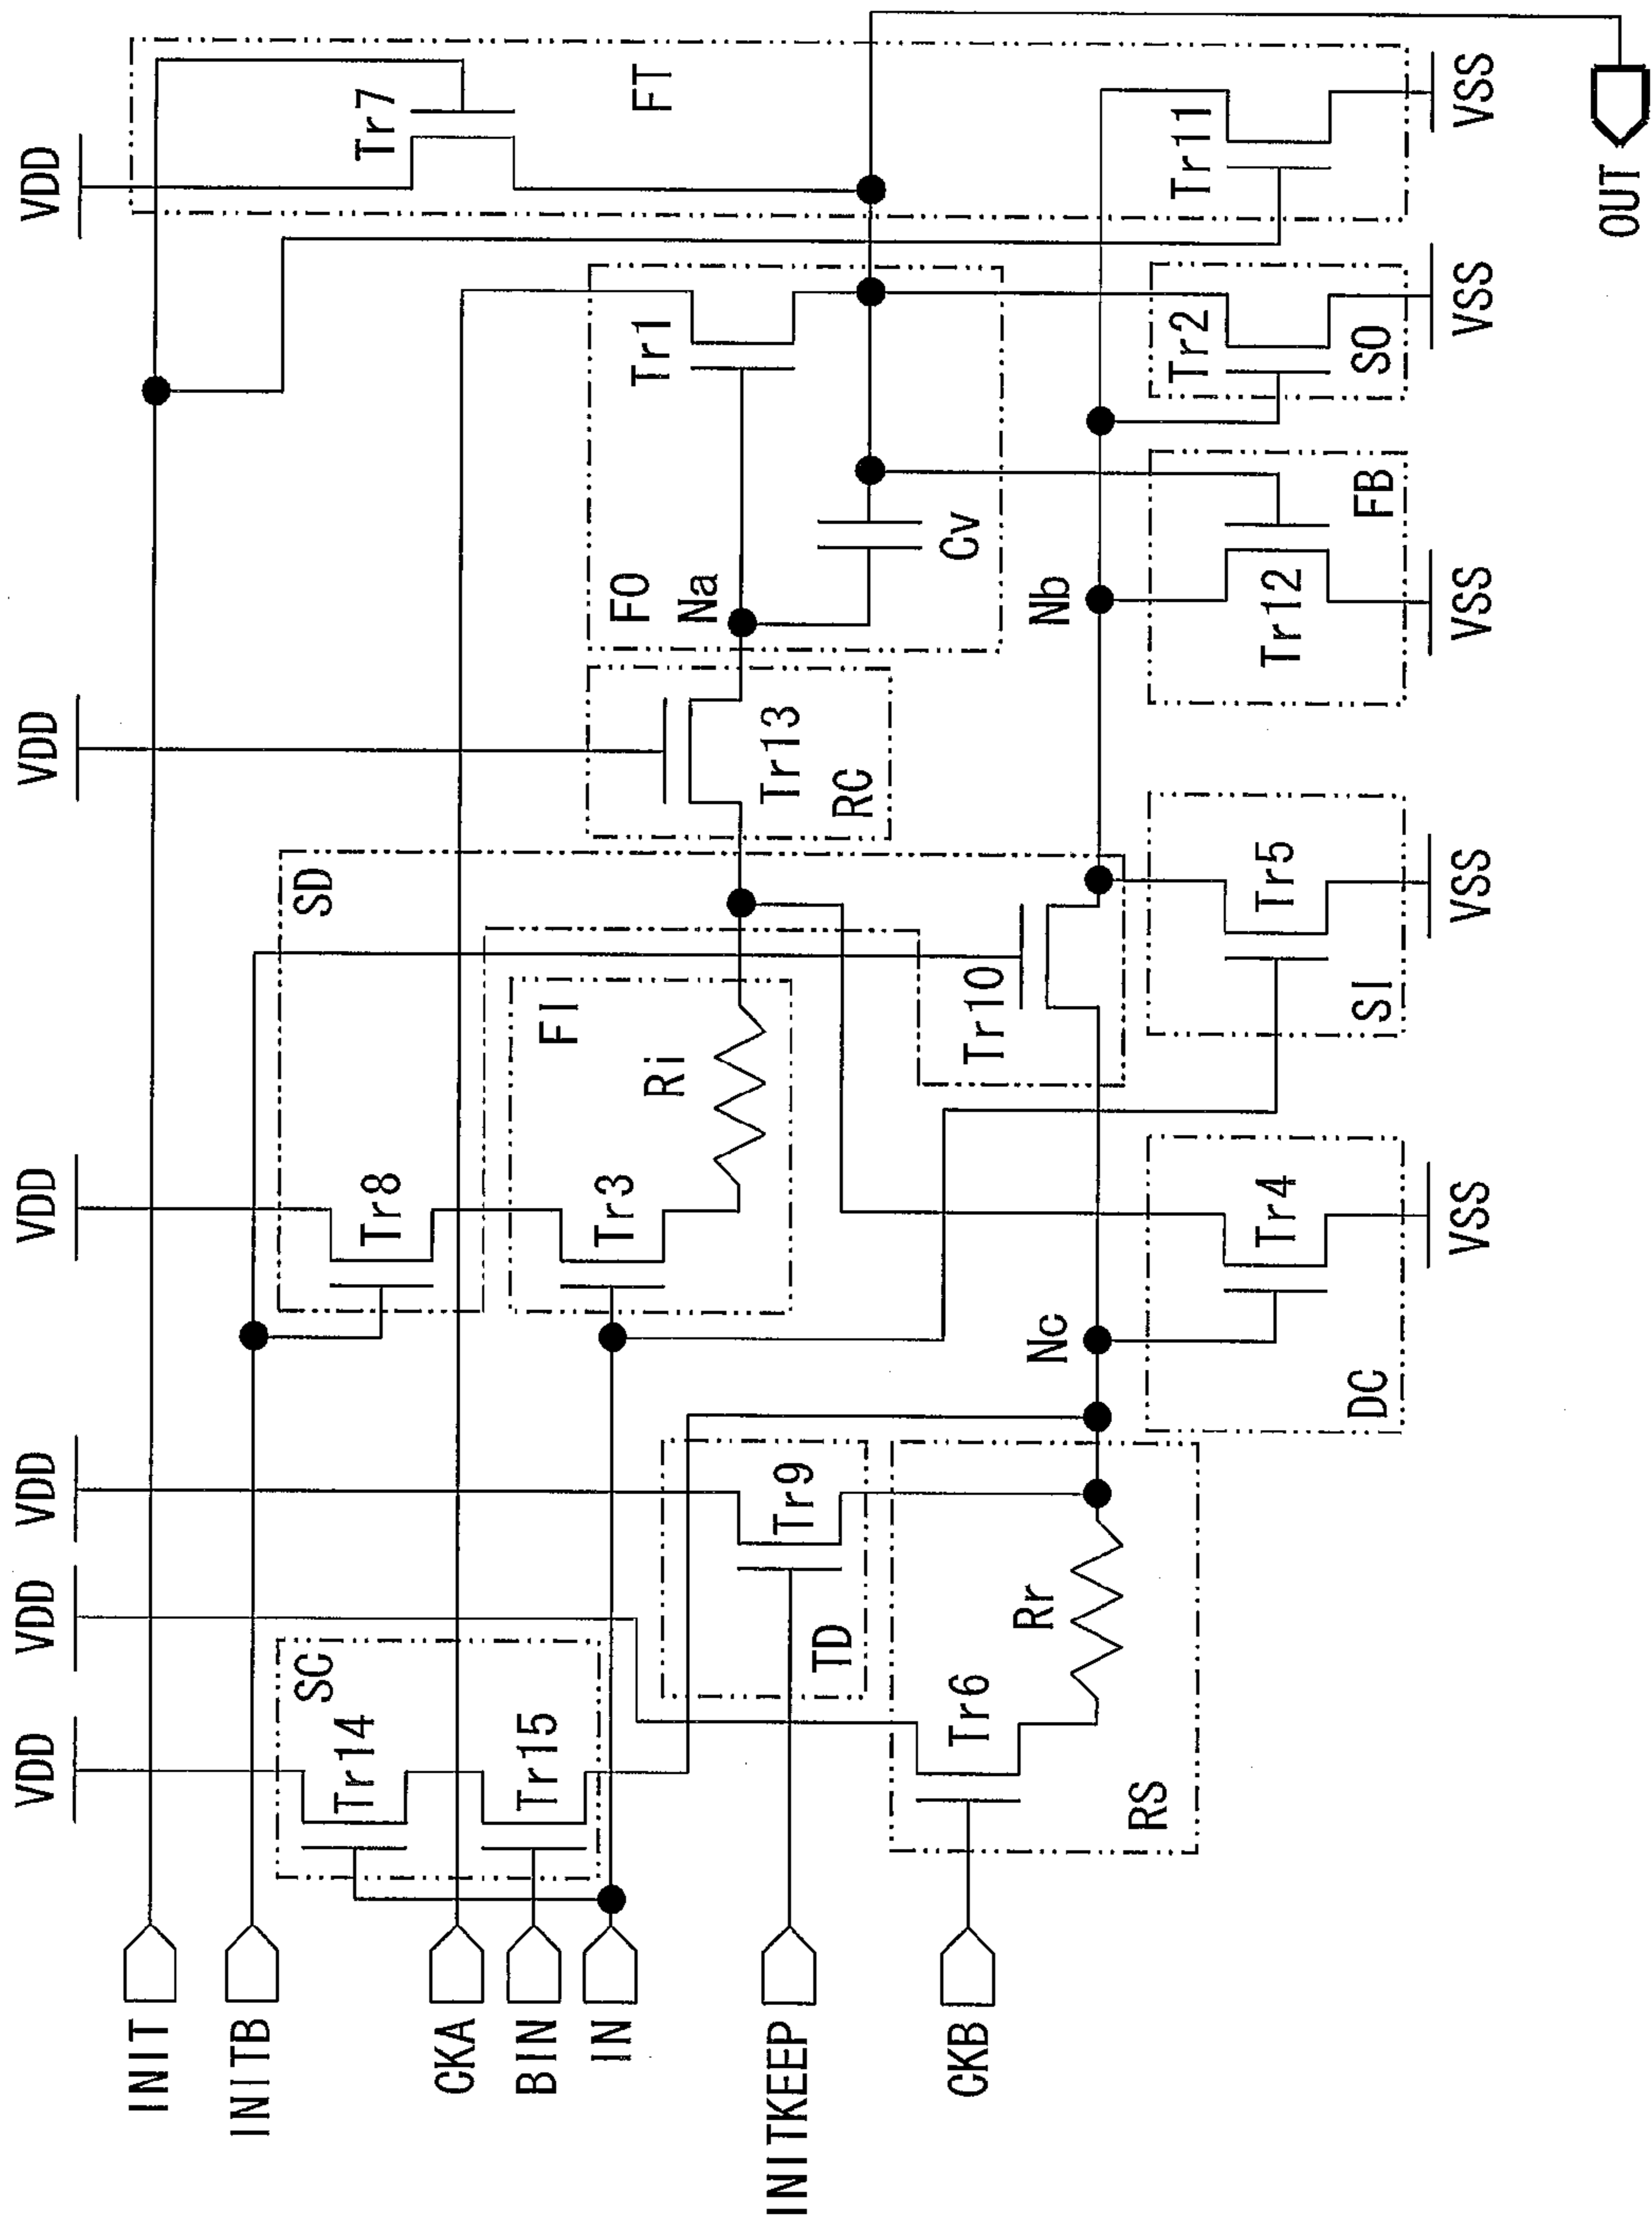 VDD
VDD
VDD
VDD
VDD
VDD
INIT
INITB
CKA
BIN
IN
INITKEEP
CKB
SC
Tr14
Tr15
SD
Tr8
FI
Tr3
Ri
TD
Tr9
RS
Tr6
Rr
Nc
Tr10
RC
Tr13
FO
Na
Tr1
Cv
FT
Tr7
Nb
DC
Tr4
SI
Tr5
FB
Tr12
SO
Tr2
Tr11
VSS
VSS
VSS
VSS
VSS
OUT